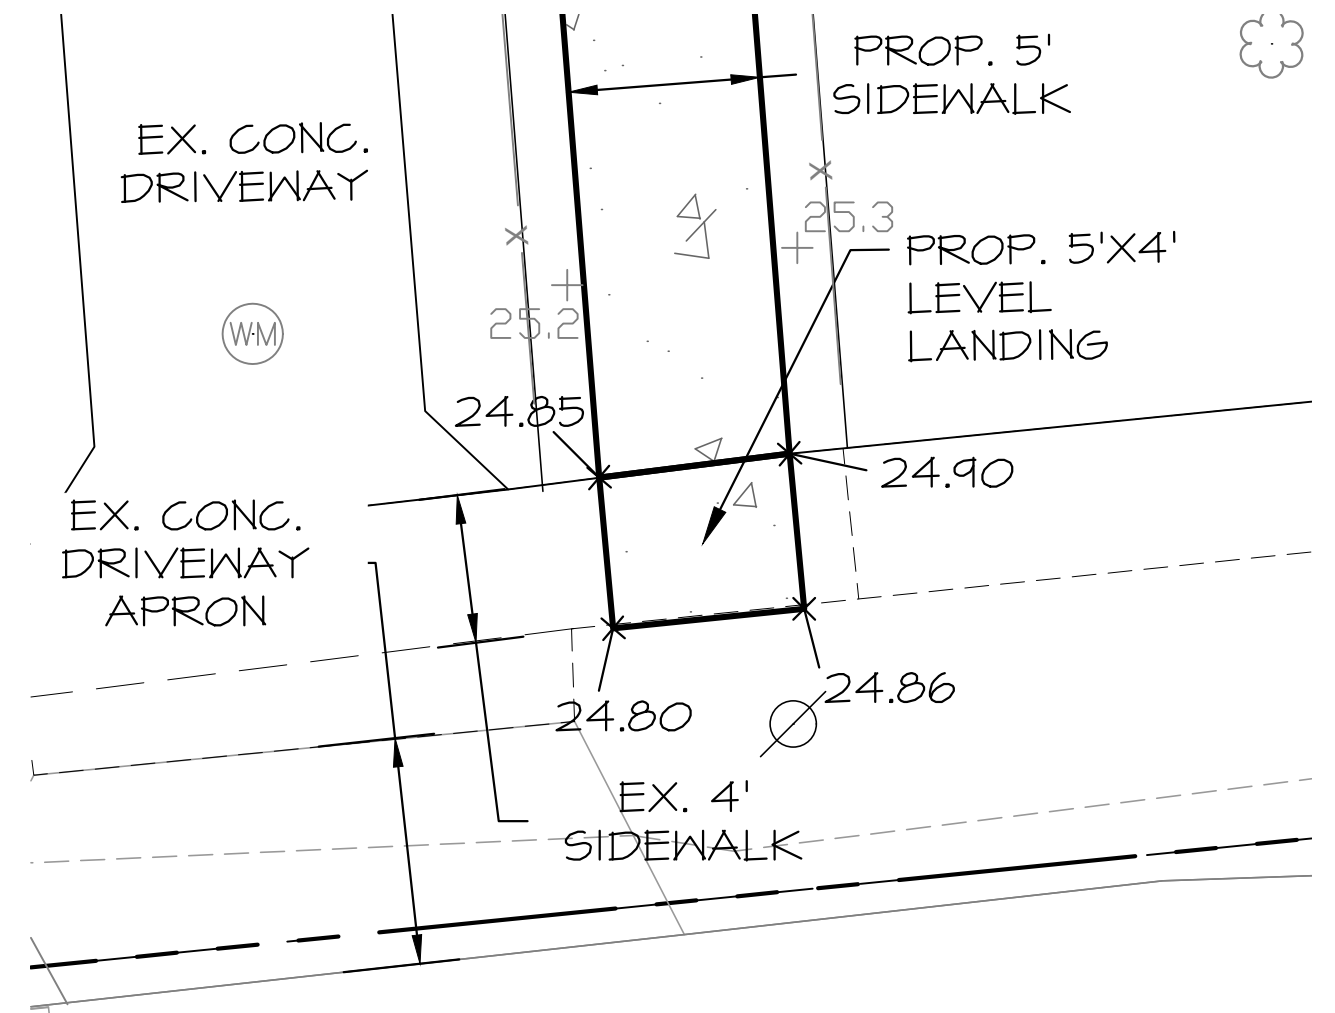 PROP. 5'
SIDEWALK
EX. CONC.
DRIVEWAY
25.3
PROP. 5'X4'
LEVEL
LANDING
25.2
W·M
24.85
24.90
EX. CONC.
DRIVEWAY
APRON
24.86
24.80
EX. 4'
SIDEWALK